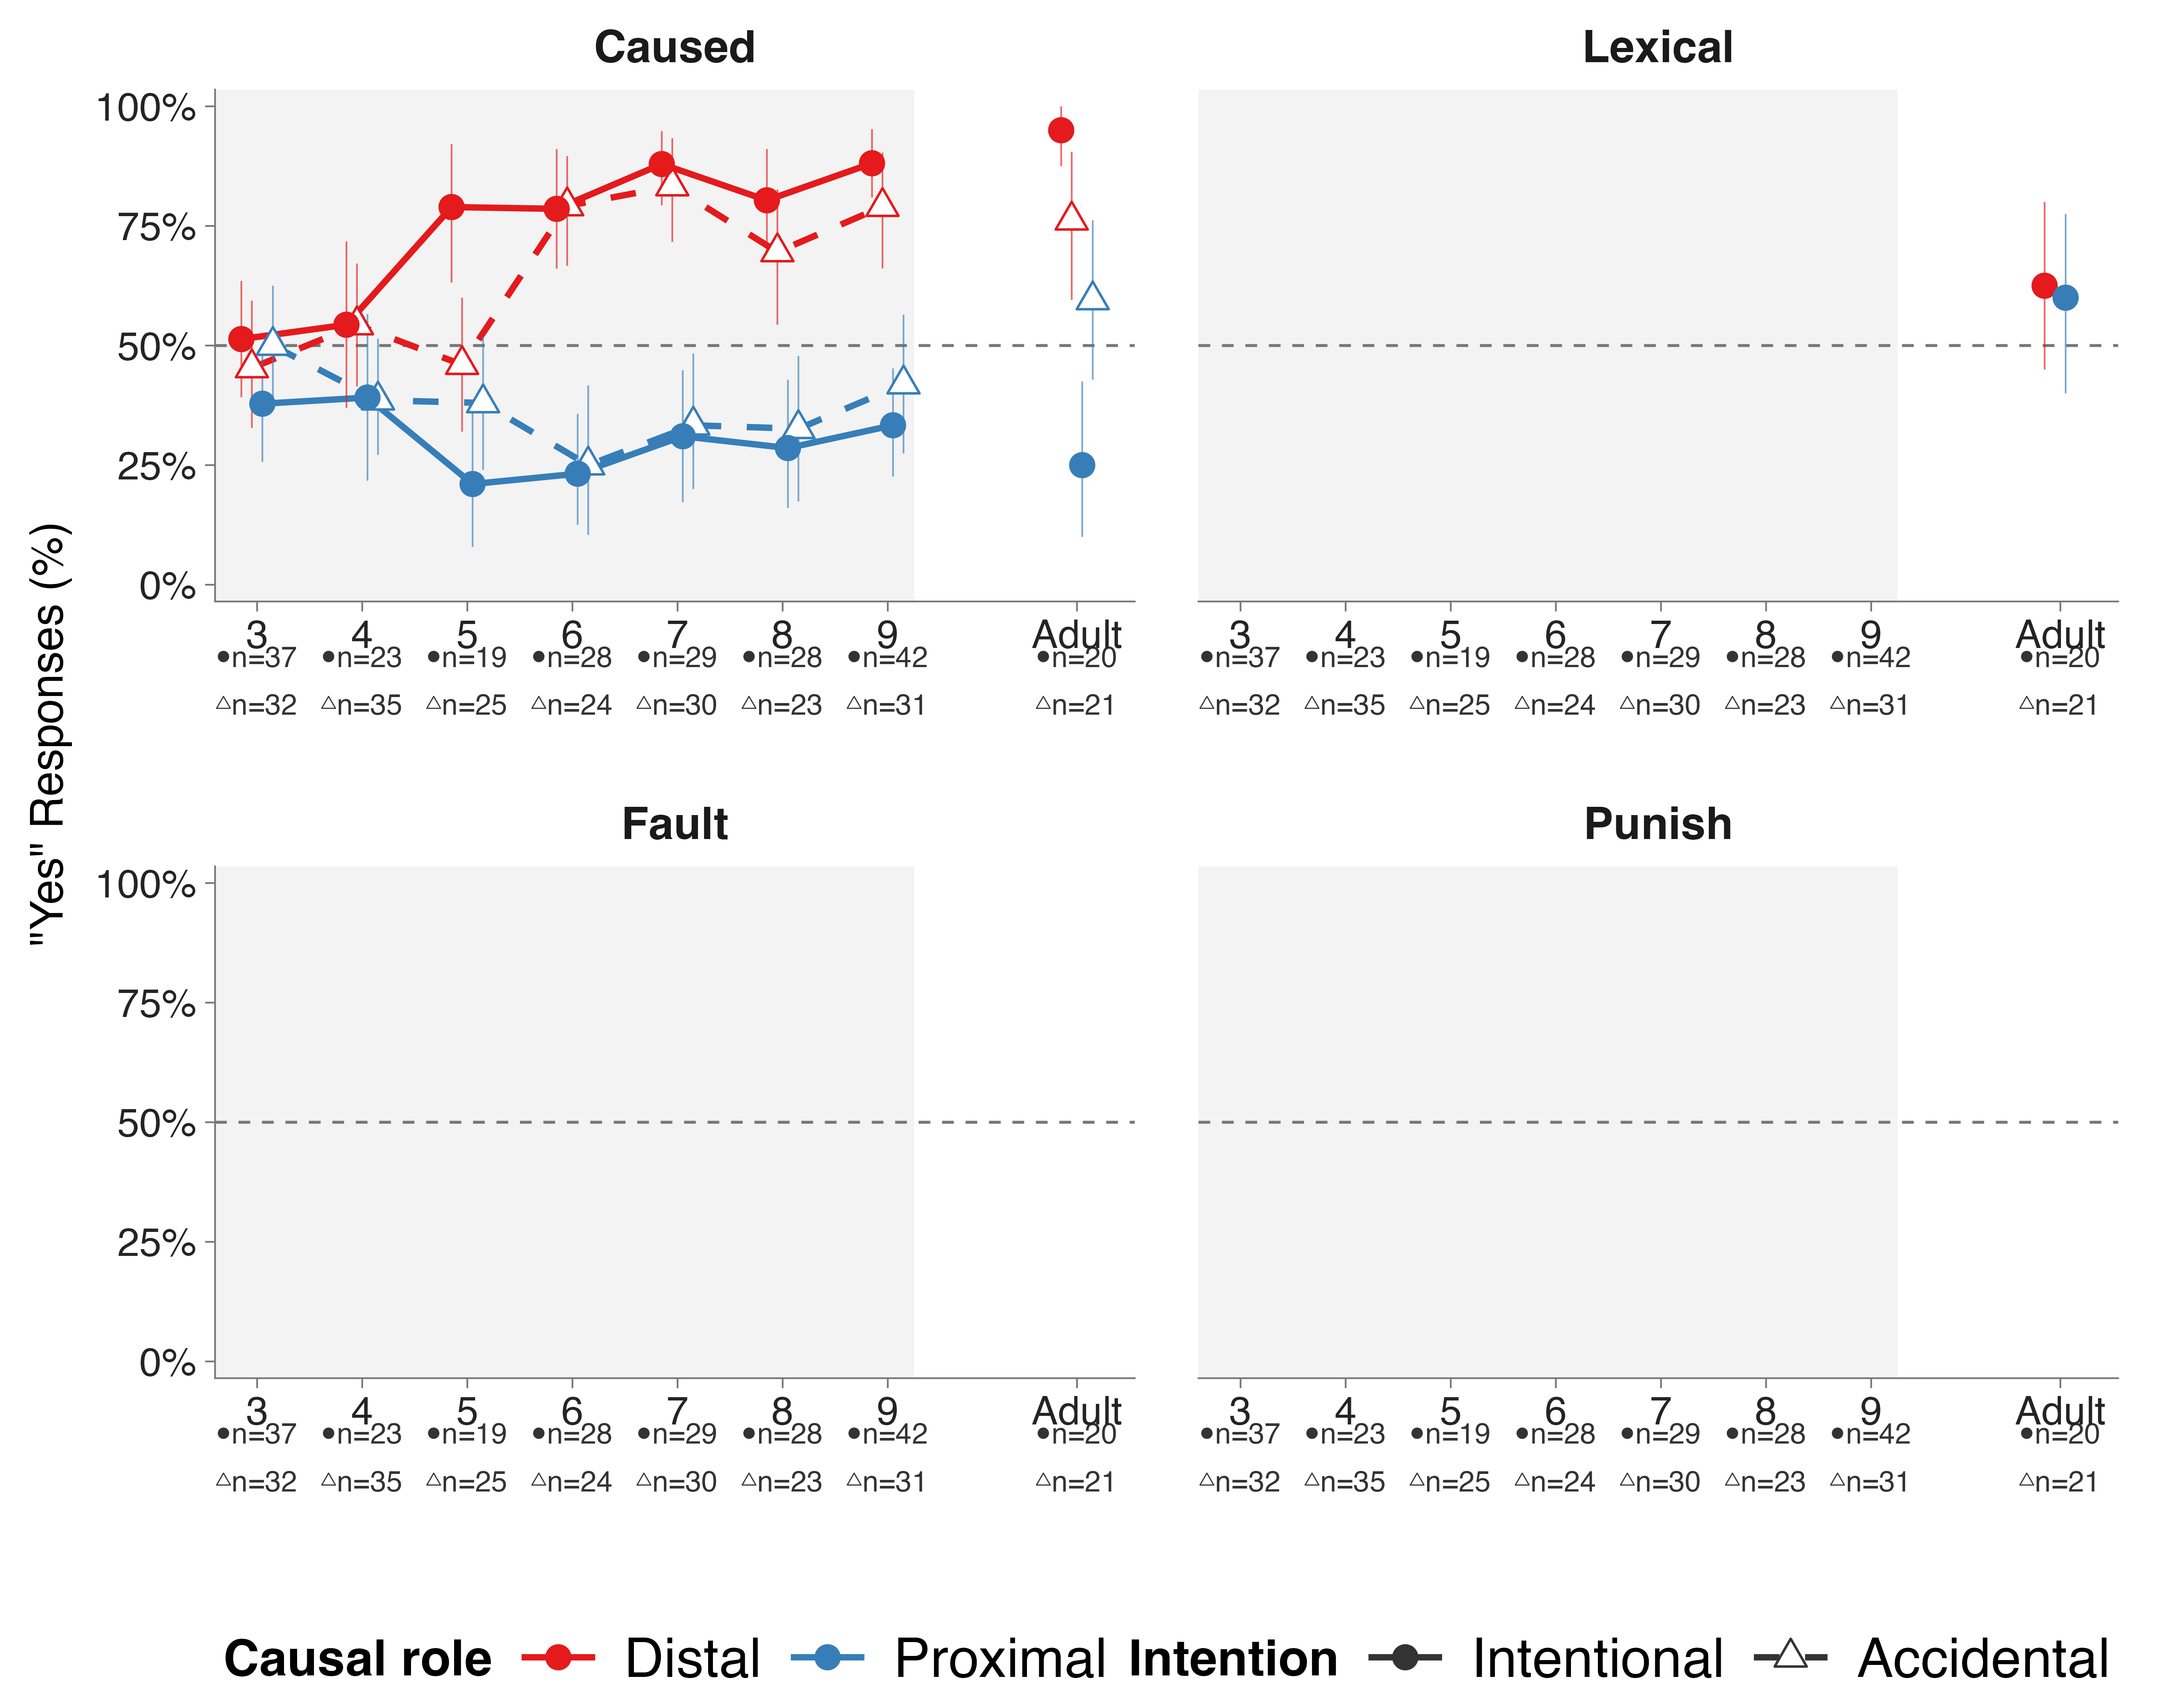 Caused Lexical
100%
75%
50%
25%
0%
3 4 5 6 7 8 9 Adult 3 4 5 6 7 8 9 Adult
n=37 n=23 n=19 n=28 n=29 n=28 n=42 n=20 n=37 n=23 n=19 n=28 n=29 n=28 n=42 n=20
n=32 n=35 n=25 n=24 n=30 n=23 n=31 n=21 n=32 n=35 n=25 n=24 n=30 n=23 n=31 n=21
"Yes" Responses (%)
Fault Punish
100%
75%
50%
25%
0%
3 4 5 6 7 8 9 Adult 3 4 5 6 7 8 9 Adult
n=37 n=23 n=19 n=28 n=29 n=28 n=42 n=20 n=37 n=23 n=19 n=28 n=29 n=28 n=42 n=20
n=32 n=35 n=25 n=24 n=30 n=23 n=31 n=21 n=32 n=35 n=25 n=24 n=30 n=23 n=31 n=21
Causal role Distal Proximal Intention Intentional Accidental